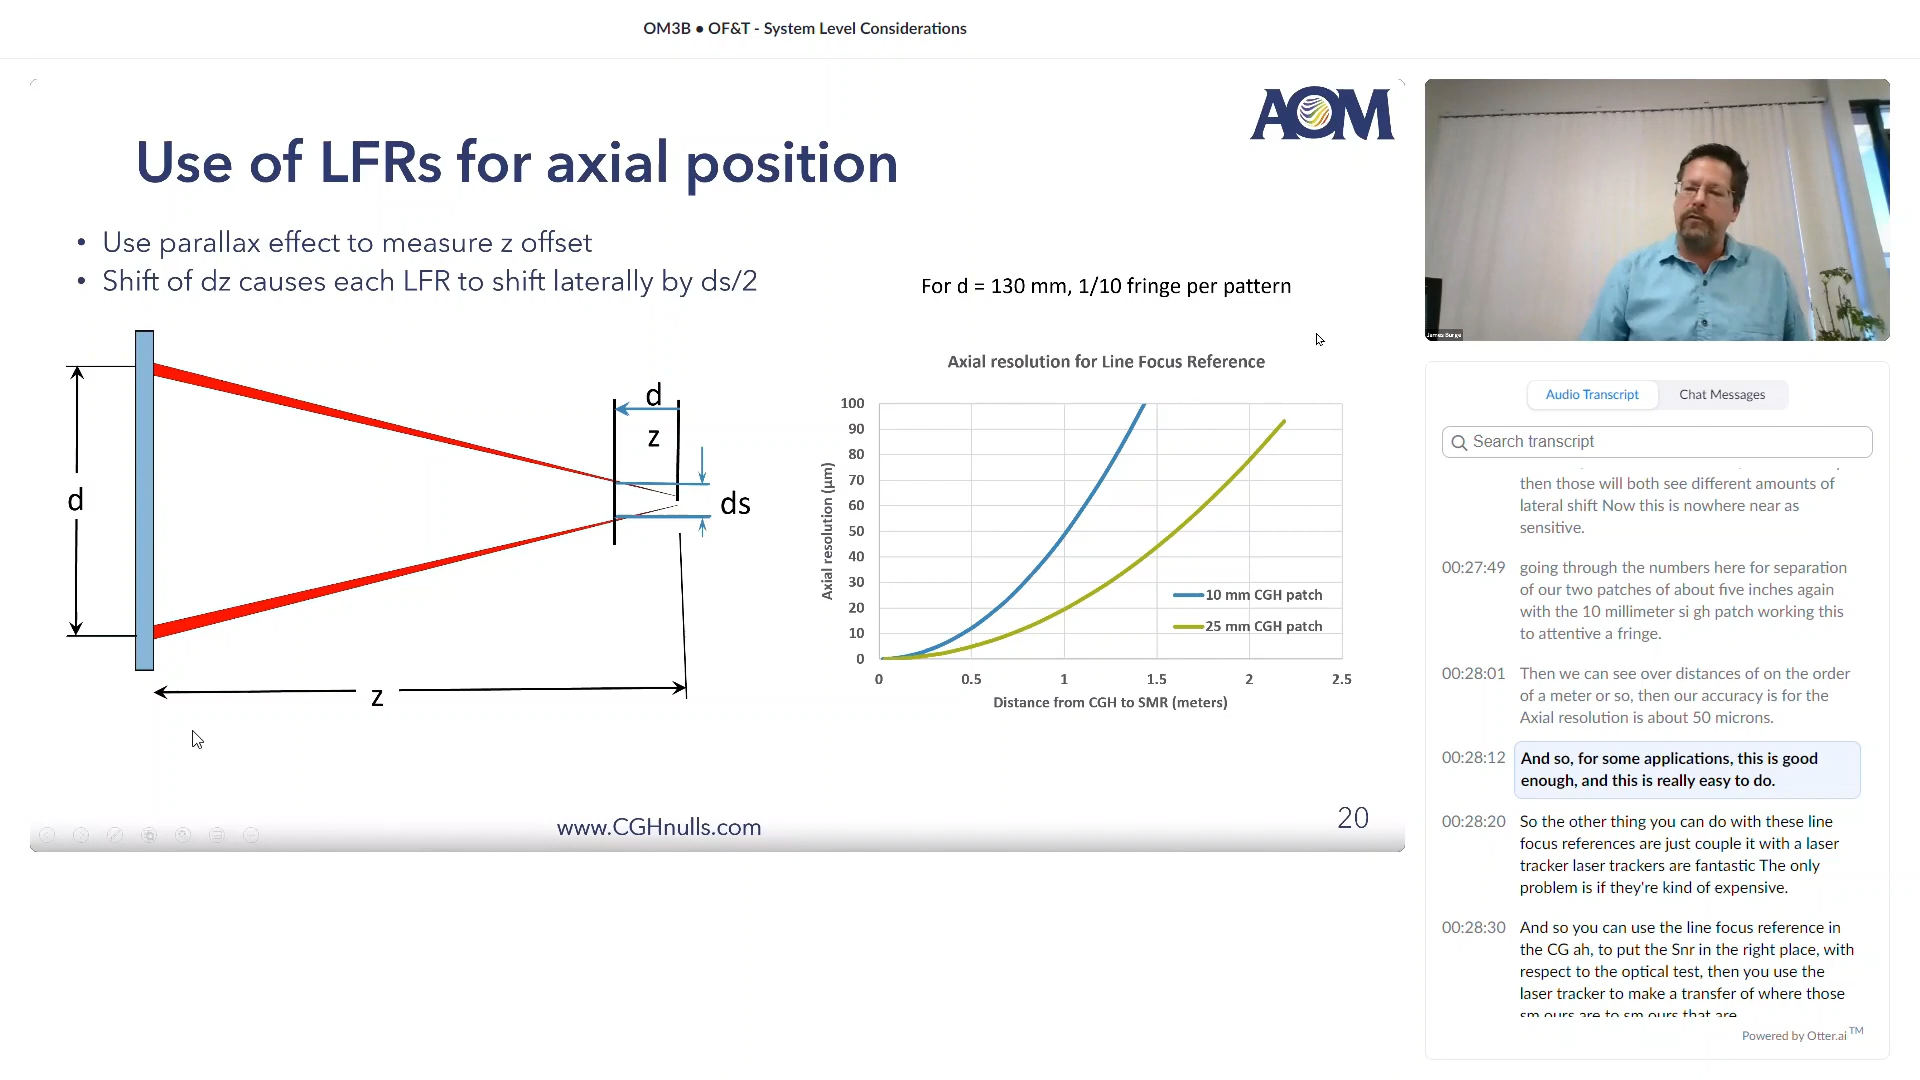 OM3B ● OF&T - System Level Considerations
AOM
Use of LFRs for axial position
• Use parallax effect to measure z offset
• Shift of dz causes each LFR to shift laterally by ds/2
For d = 130 mm, 1/10 fringe per pattern
d
z
ds
d
z
Axial resolution for Line Focus Reference
Axial resolution (µm)
100
90
80
70
60
50
40
30
20
10
0
10 mm CGH patch
25 mm CGH patch
0 0.5 1 1.5 2 2.5
Distance from CGH to SMR (meters)
www.CGHnulls.com
20
James Burge
Audio Transcript Chat Messages
Search transcript
then those will both see different amounts of
lateral shift Now this is nowhere near as
sensitive.
00:27:49 going through the numbers here for separation
of our two patches of about five inches again
with the 10 millimeter si gh patch working this
to attentive a fringe.
00:28:01 Then we can see over distances of on the order
of a meter or so, then our accuracy is for the
Axial resolution is about 50 microns.
00:28:12 And so, for some applications, this is good
enough, and this is really easy to do.
00:28:20 So the other thing you can do with these line
focus references are just couple it with a laser
tracker laser trackers are fantastic The only
problem is if they're kind of expensive.
00:28:30 And so you can use the line focus reference in
the CG ah, to put the Snr in the right place, with
respect to the optical test, then you use the
laser tracker to make a transfer of where those
sm ours are to sm ours that are
Powered by Otter.ai TM